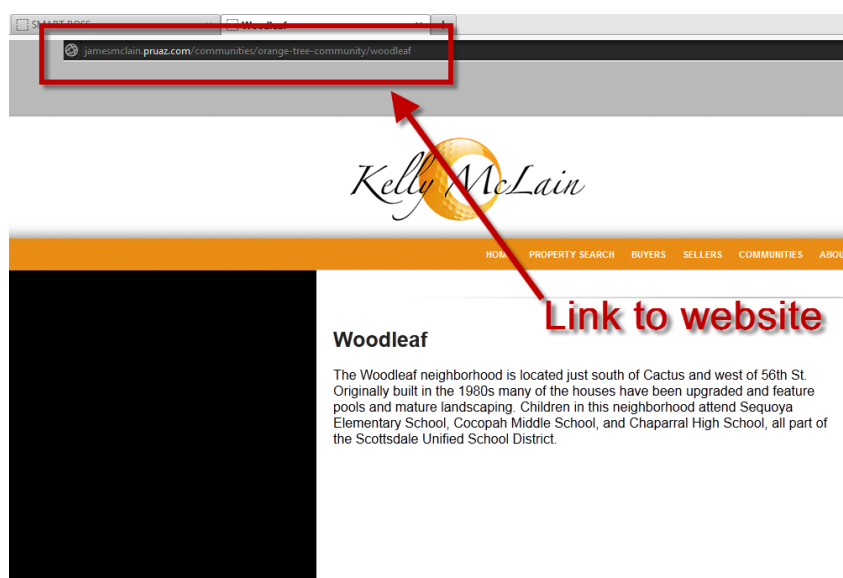 SMART BOSS
Woodleaf
jamesmclain.pruaz.com/communities/orange-tree-community/woodleaf
Kelly McLain
HOME PROPERTY SEARCH BUYERS SELLERS COMMUNITIES
Link to website
Woodleaf
The Woodleaf neighborhood is located just south of Cactus and west of 56th St.
Originally built in the 1980s many of the houses have been upgraded and feature
pools and mature landscaping. Children in this neighborhood attend Sequoya
Elementary School, Cocopah Middle School, and Chaparral High School, all part of
the Scottsdale Unified School District.